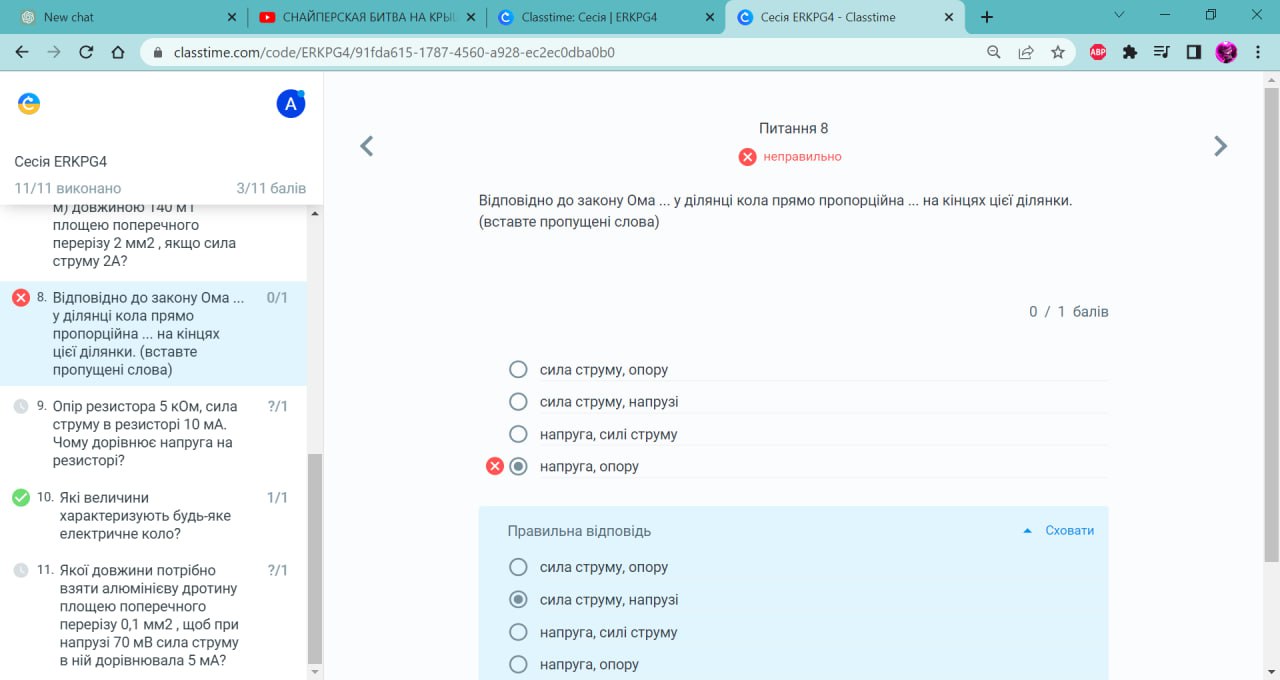 New chat
СНАЙПЕРСКАЯ БИТВА НА КРЫ
Classtime: Сесія | ERKPG4
Сесія ERKPG4 - Classtime
classtime.com/code/ERKPG4/91fda615-1787-4560-a928-ec2ec0dba0b0
ABP
A
Сесія ERKPG4
11/11 виконано 3/11 балів
м) довжиною 140 м і
площею поперечного
перерізу 2 мм2 , якщо сила
струму 2А?
8. Відповідно до закону Ома ... 0/1
у ділянці кола прямо
пропорційна ... на кінцях
цієї ділянки. (вставте
пропущені слова)
9. Опір резистора 5 кОм, сила ?/1
струму в резисторі 10 мА.
Чому дорівнює напруга на
резисторі?
10. Які величини 1/1
характеризують будь-яке
електричне коло?
11. Якої довжини потрібно ?/1
взяти алюмінієву дротину
площею поперечного
перерізу 0,1 мм2 , щоб при
напрузі 70 мВ сила струму
в ній дорівнювала 5 мА?
Питання 8
неправильно
Відповідно до закону Ома ... у ділянці кола прямо пропорційна ... на кінцях цієї ділянки.
(вставте пропущені слова)
0 / 1 балів
сила струму, опору
сила струму, напрузі
напруга, силі струму
напруга, опору
Правильна відповідь Сховати
сила струму, опору
сила струму, напрузі
напруга, силі струму
напруга, опору